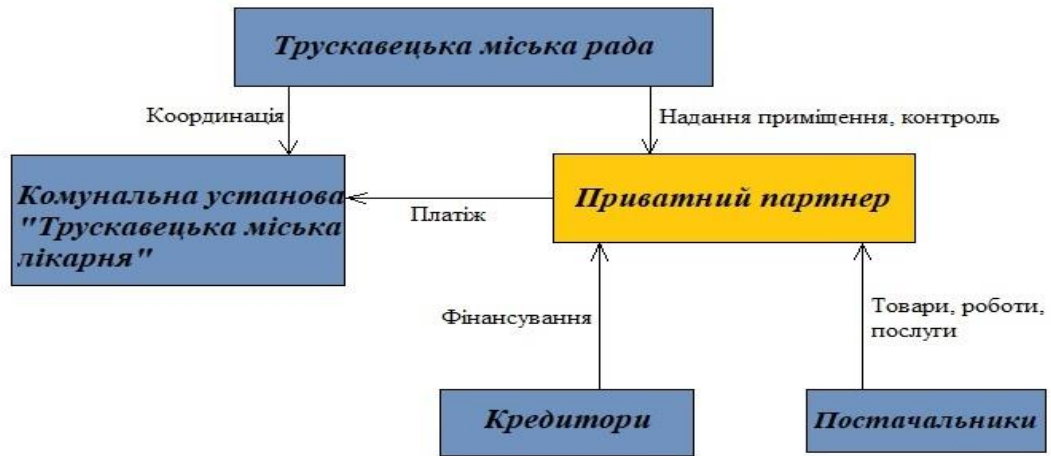 Трускавецька міська рада
Координація
Надання приміщення, контроль
Комунальна установа
"Трускавецька міська
лікарня"
Платіж
Приватний партнер
Фінансування
Товари, роботи,
послуги
Кредитори
Постачальники